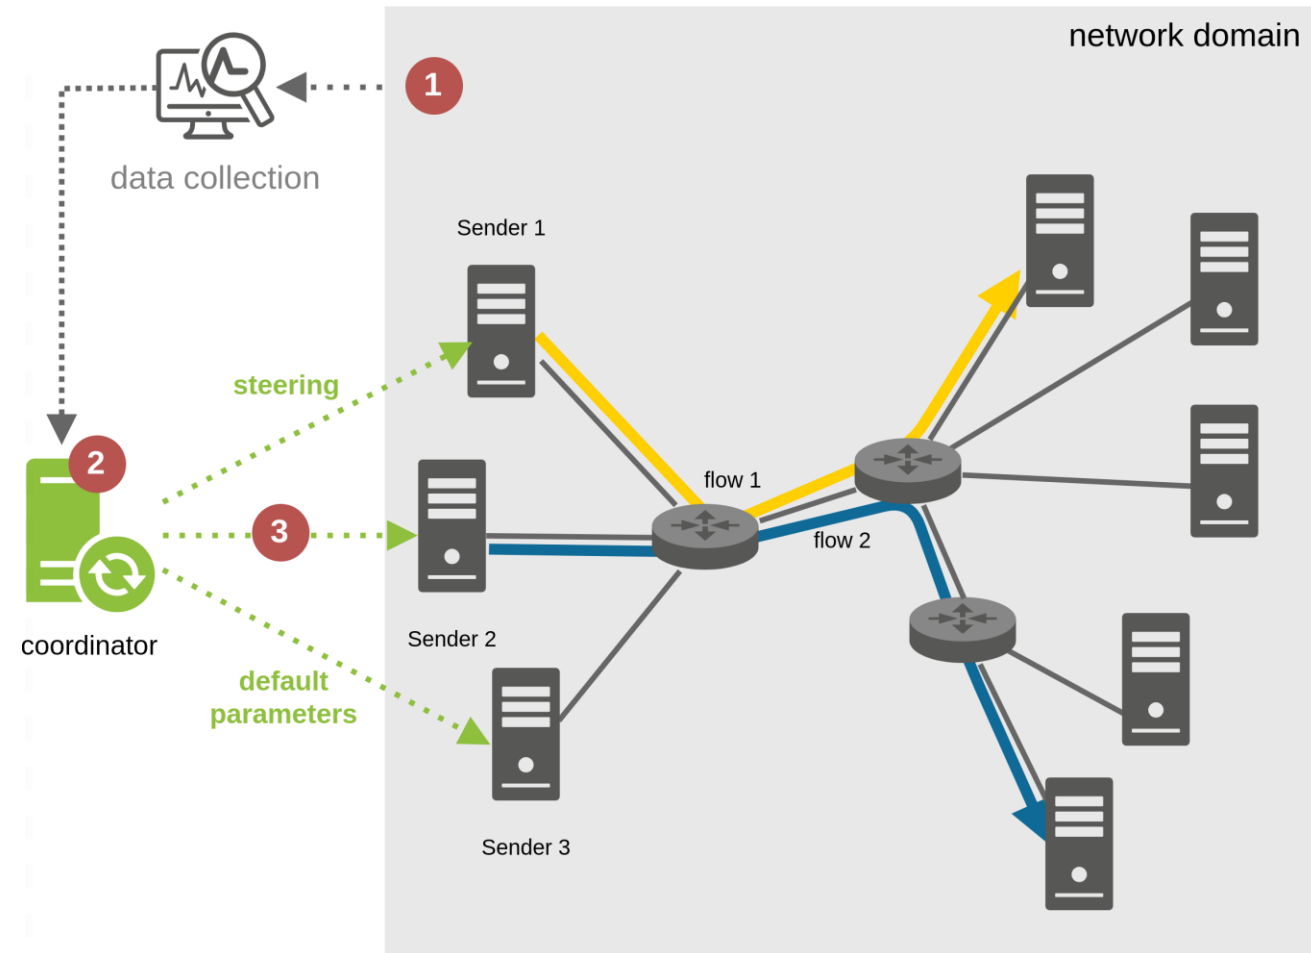 network domain
1
data collection
Sender 1
steering
2
flow 1
3
flow 2
coordinator
Sender 2
default
parameters
Sender 3